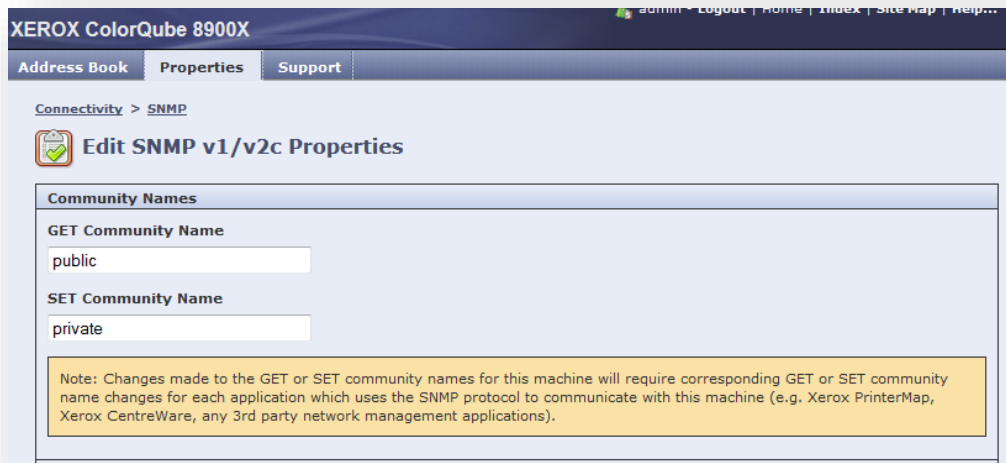 admin - Logout | Home | Index | Site Map | Help...
XEROX ColorQube 8900X
Address Book Properties Support
Connectivity > SNMP
Edit SNMP v1/v2c Properties
Community Names
GET Community Name
public
SET Community Name
private
Note: Changes made to the GET or SET community names for this machine will require corresponding GET or SET community
name changes for each application which uses the SNMP protocol to communicate with this machine (e.g. Xerox PrinterMap,
Xerox CentreWare, any 3rd party network management applications).